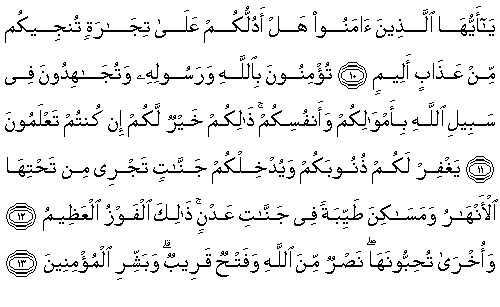 يَـٰٓأَيُّهَا ٱلَّذِينَ ءَامَنُوا۟ هَلْ أَدُلُّكُمْ عَلَىٰ تِجَـٰرَةٍ تُنجِيكُم
مِّنْ عَذَابٍ أَلِيمٍ ١٠ تُؤْمِنُونَ بِٱللَّهِ وَرَسُولِهِۦ وَتُجَـٰهِدُونَ فِى
سَبِيلِ ٱللَّهِ بِأَمْوَٰلِكُمْ وَأَنفُسِكُمْ ۚ ذَٰلِكُمْ خَيْرٌ لَّكُمْ إِن كُنتُمْ تَعْلَمُونَ
١١ يَغْفِرْ لَكُمْ ذُنُوبَكُمْ وَيُدْخِلْكُمْ جَنَّـٰتٍ تَجْرِى مِن تَحْتِهَا
ٱلْأَنْهَـٰرُ وَمَسَـٰكِنَ طَيِّبَةً فِى جَنَّـٰتِ عَدْنٍ ۚ ذَٰلِكَ ٱلْفَوْزُ ٱلْعَظِيمُ ١٢
وَأُخْرَىٰ تُحِبُّونَهَا ۖ نَصْرٌ مِّنَ ٱللَّهِ وَفَتْحٌ قَرِيبٌ ۗ وَبَشِّرِ ٱلْمُؤْمِنِينَ ١٣